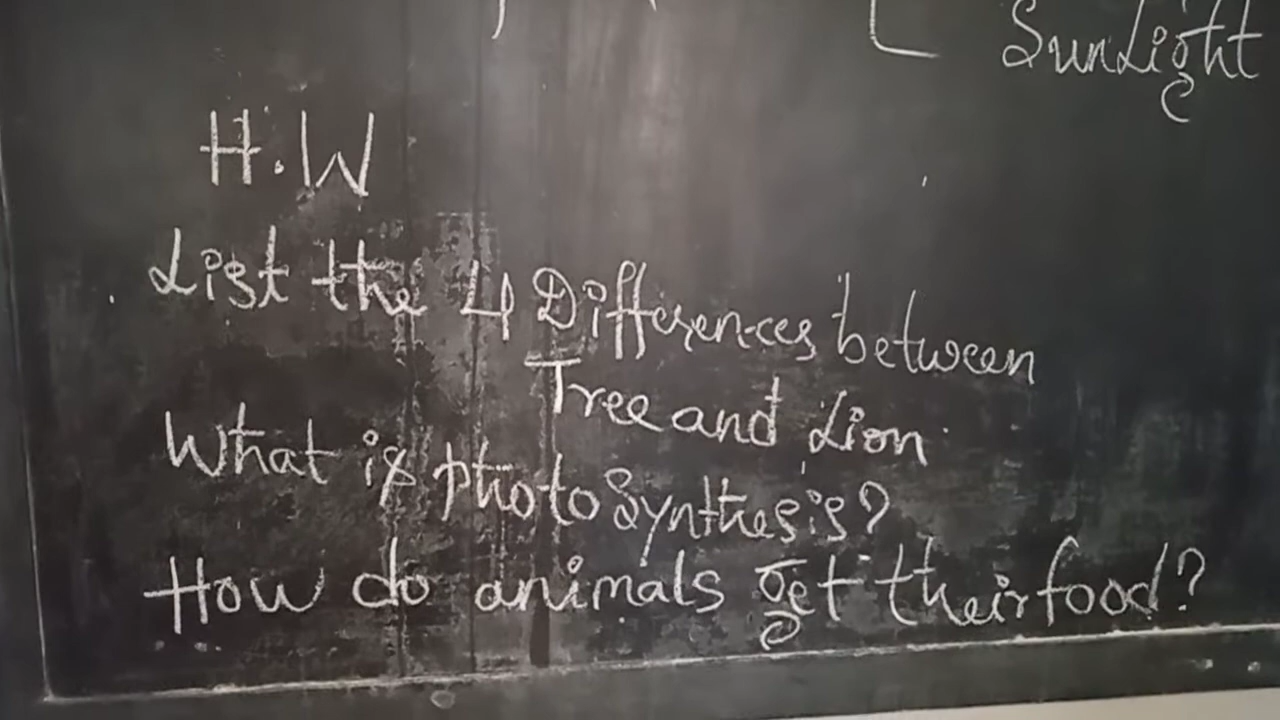 SunLight
H.W
List the 4 Differences between
Tree and Lion.
What is photosynthesis?
How do animals get their food?